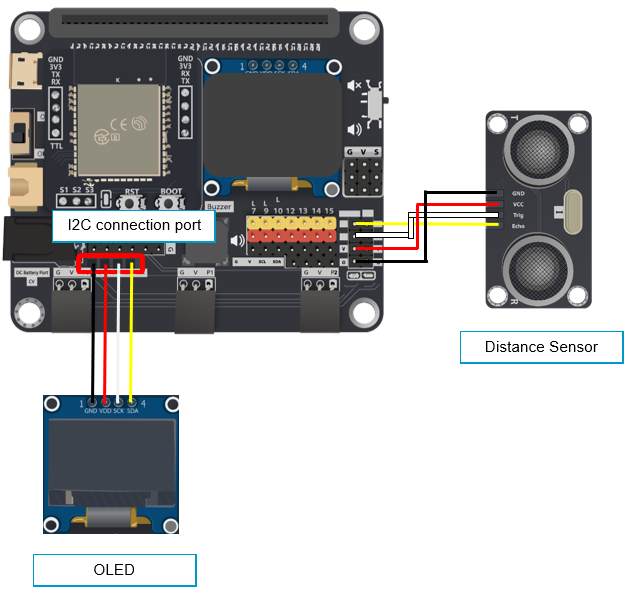 GND
3V3
TX
RX
TTL
GND
3V3
TX
RX
1 GND VDD SCK SDA 4
CE
S1 S2 S3
RST
BOOT
G V S
Buzzer
L L L
7 9 10 12 13 14 15
G V SCL SDA
I2C connection port
G
V
G
DC Battery Port
G V
G V P1
G V P2
T
GND
VCC
Trig
Echo
R
Distance Sensor
1 4
GND VDD SCK SDA
OLED